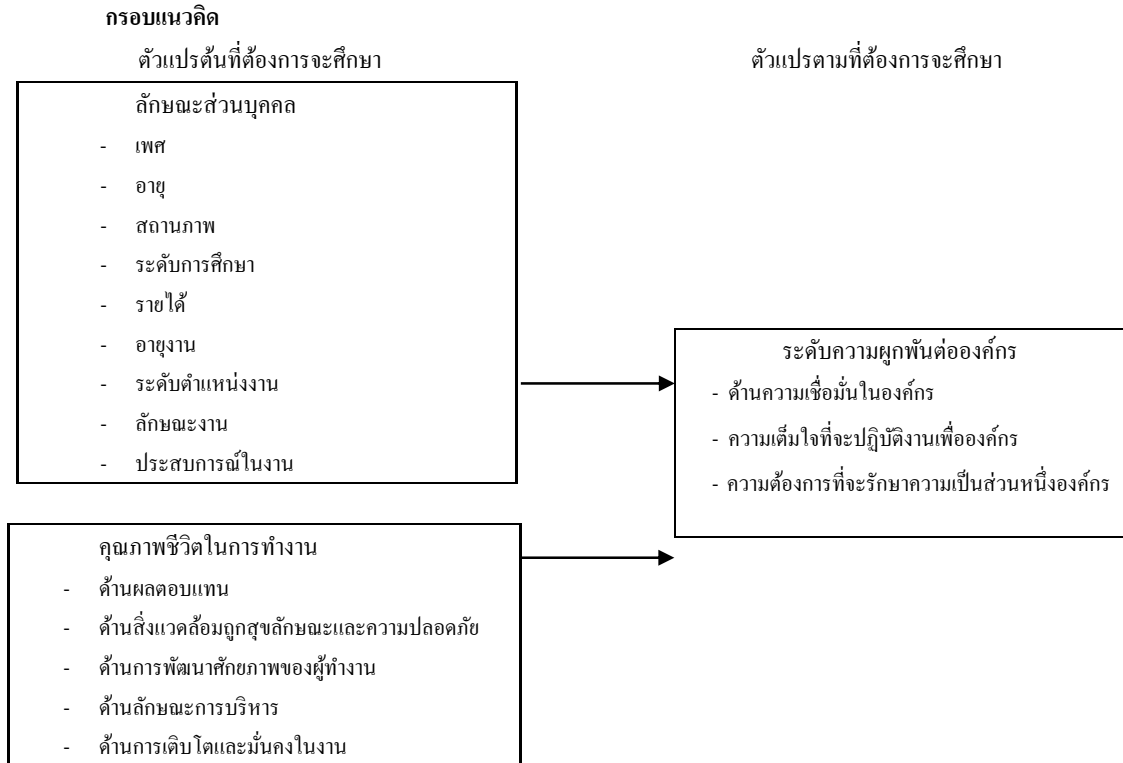 กรอบแนวคิด
ตัวแปรต้นที่ต้องการจะศึกษา
ตัวแปรตามที่ต้องการจะศึกษา
ลักษณะส่วนบุคคล
- เพศ
- อายุ
- สถานภาพ
- ระดับการศึกษา
- รายได้
- อายุงาน
- ระดับตำแหน่งงาน
- ลักษณะงาน
- ประสบการณ์ในงาน
ระดับความผูกพันต่อองค์กร
- ด้านความเชื่อมั่นในองค์กร
- ความเต็มใจที่จะปฏิบัติงานเพื่อองค์กร
- ความต้องการที่จะรักษาความเป็นส่วนหนึ่งองค์กร
คุณภาพชีวิตในการทำงาน
- ด้านผลตอบแทน
- ด้านสิ่งแวดล้อมถูกสุขลักษณะและความปลอดภัย
- ด้านการพัฒนาศักยภาพของผู้ทำงาน
- ด้านลักษณะการบริหาร
- ด้านการเติบโตและมั่นคงในงาน